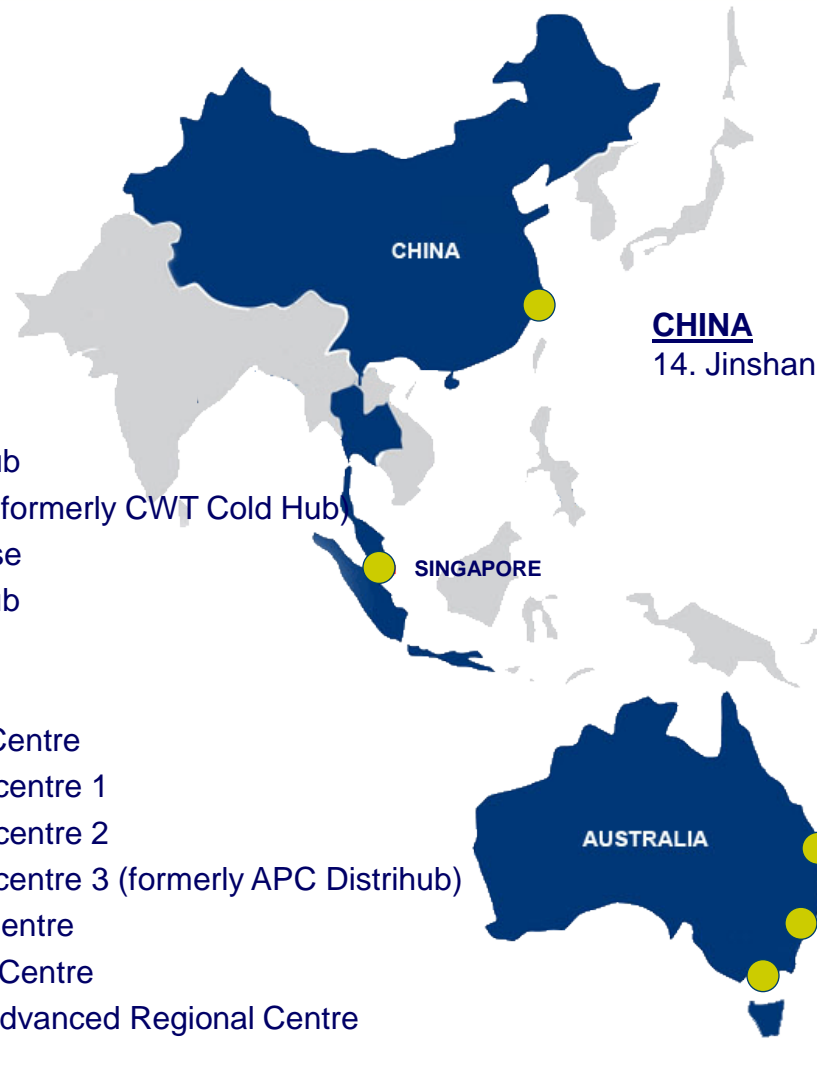 CHINA
CHINA
14. Jinshan
ub
formerly CWT Cold Hub)
se
SINGAPORE
ub
Centre
centre 1
centre 2
AUSTRALIA
centre 3 (formerly APC Distrihub)
entre
Centre
dvanced Regional Centre